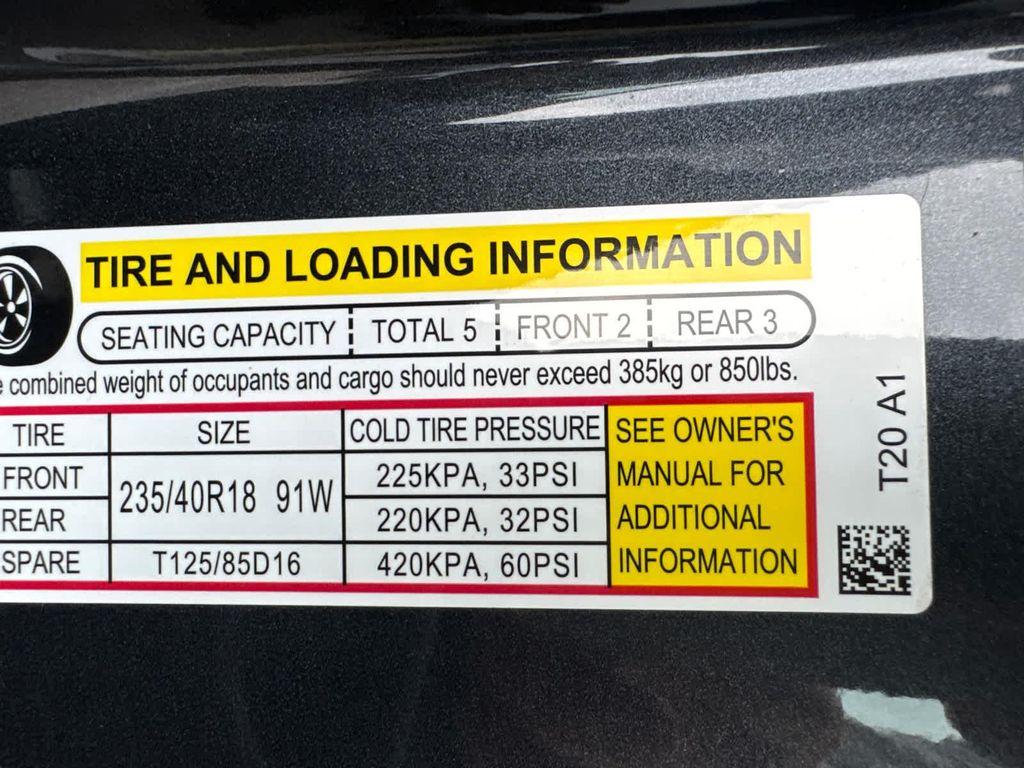 TIRE AND LOADING INFORMATION
SEATING CAPACITY TOTAL 5 FRONT 2 REAR 3
combined weight of occupants and cargo should never exceed 385kg or 850lbs.
TIRE SIZE COLD TIRE PRESSURE SEE OWNER'S
FRONT 235/40R18 91W 225KPA, 33PSI MANUAL FOR
REAR 220KPA, 32PSI ADDITIONAL
SPARE T125/85D16 420KPA, 60PSI INFORMATION
T20 A1